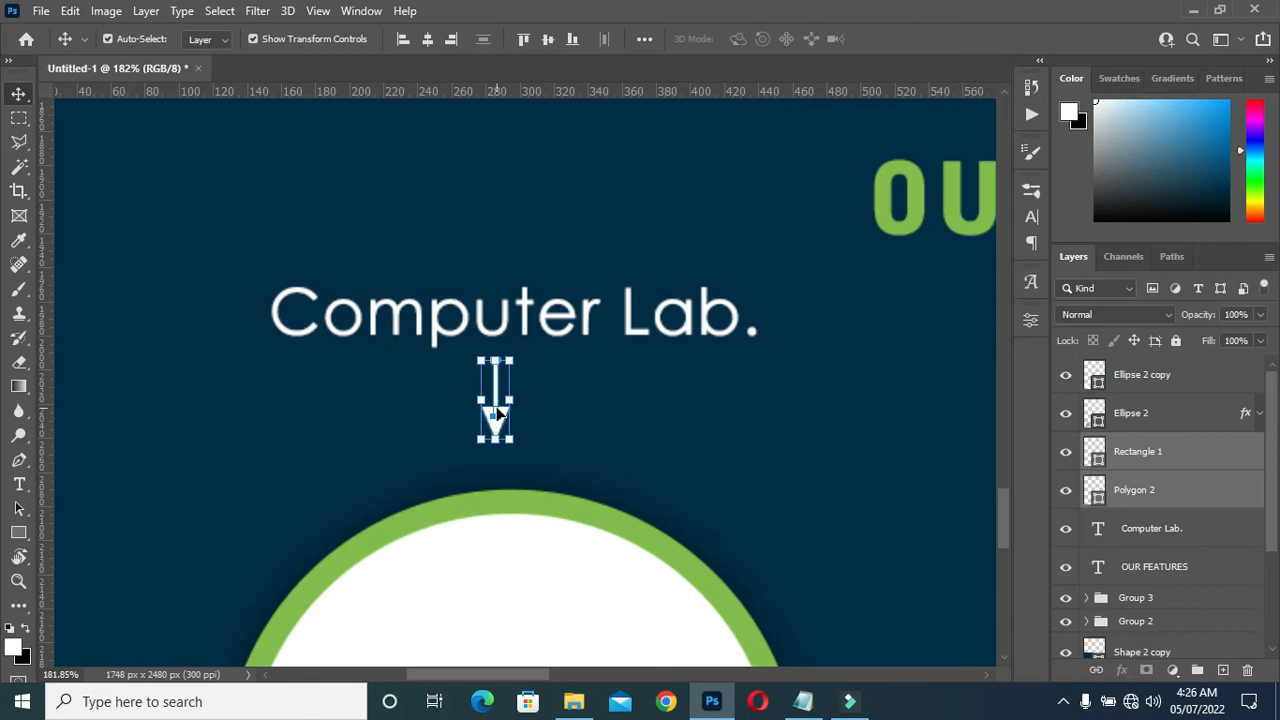 Ps File Edit Image Layer Type Select Filter 3D View Window Help
Auto-Select: Layer Show Transform Controls 3D Mode:
Untitled-1 @ 182% (RGB/8) *
40 60 80 100 120 140 160 180 200 220 240 260 280 300 320 340 360 380 400 420 440 460 480 500 520 540 560
OU
Computer Lab.
Color Swatches Gradients Patterns
Layers Channels Paths
Kind
Normal Opacity: 100%
Lock: Fill: 100%
Ellipse 2 copy
Ellipse 2 fx
Rectangle 1
Polygon 2
T Computer Lab.
T OUR FEATURES
Group 3
Group 2
Shape 2 copy
181.85% 1748 px x 2480 px (300 ppi)
Type here to search
4:26 AM
05/07/2022